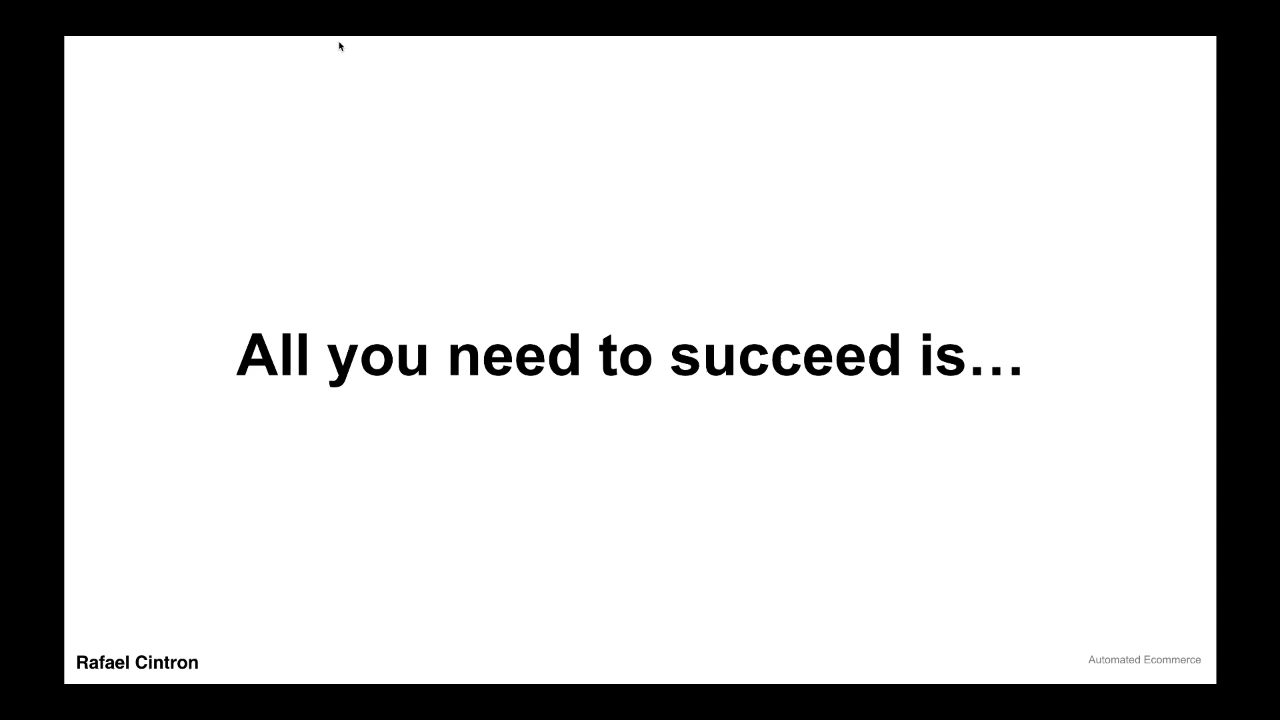 All you need to succeed is…
Rafael Cintron
Automated Ecommerce